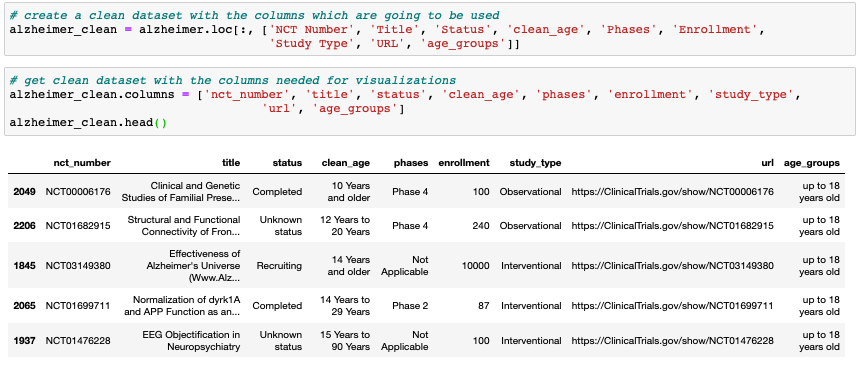 # create a clean dataset with the columns which are going to be used
alzheimer_clean = alzheimer.loc[:, ['NCT Number', 'Title', 'Status', 'clean_age', 'Phases', 'Enrollment',
'Study Type', 'URL', 'age_groups']]
# get clean dataset with the columns needed for visualizations
alzheimer_clean.columns = ['nct_number', 'title', 'status', 'clean_age', 'phases', 'enrollment', 'study_type',
'url', 'age_groups']
alzheimer_clean.head()
nct_number title status clean_age phases enrollment study_type url age_groups
2049 NCT00006176 Clinical and Genetic Studies of Familial Prese... Completed 10 Years and older Phase 4 100 Observational https://ClinicalTrials.gov/show/NCT00006176 up to 18 years old
2206 NCT01682915 Structural and Functional Connectivity of Fron... Unknown status 12 Years to 20 Years Phase 4 240 Observational https://ClinicalTrials.gov/show/NCT01682915 up to 18 years old
1845 NCT03149380 Effectiveness of Alzheimer's Universe (Www.Alz... Recruiting 14 Years and older Not Applicable 10000 Interventional https://ClinicalTrials.gov/show/NCT03149380 up to 18 years old
2065 NCT01699711 Normalization of dyrk1A and APP Function as an... Completed 14 Years to 29 Years Phase 2 87 Interventional https://ClinicalTrials.gov/show/NCT01699711 up to 18 years old
1937 NCT01476228 EEG Objectification in Neuropsychiatry Unknown status 15 Years to 90 Years Not Applicable 100 Interventional https://ClinicalTrials.gov/show/NCT01476228 up to 18 years old